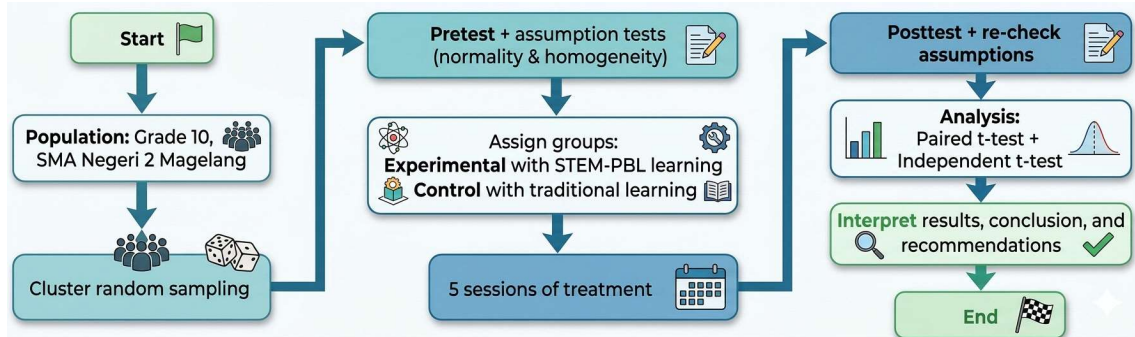 Start
Population: Grade 10,
SMA Negeri 2 Magelang
Cluster random sampling
Pretest + assumption tests
(normality & homogeneity)
Assign groups:
Experimental with STEM-PBL learning
Control with traditional learning
5 sessions of treatment
Posttest + re-check
assumptions
Analysis:
Paired t-test +
Independent t-test
Interpret results, conclusion, and
recommendations
End